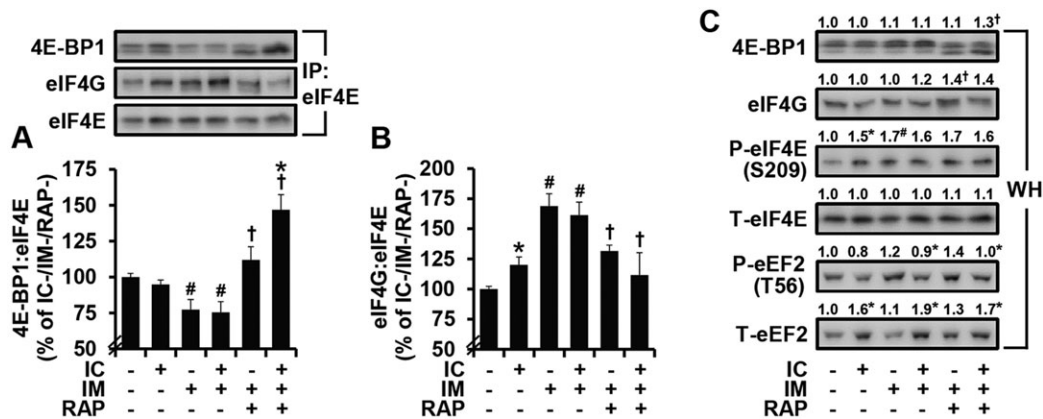 4E-BP1
eIF4G
eIF4E
IP:
eIF4E
A
4E-BP1:eIF4E
(% of IC-/IM-/RAP-)
175
150
125
100
75
50
# # † * †
IC - + - + - +
IM - - + + + +
RAP - - - - + +
B
eIF4G:eIF4E
(% of IC-/IM-/RAP-)
200
175
150
125
100
75
50
* # # † †
IC - + - + - +
IM - - + + + +
RAP - - - - + +
C
1.0 1.0 1.1 1.1 1.1 1.3†
4E-BP1
1.0 1.0 1.0 1.2 1.4† 1.4
eIF4G
1.0 1.5* 1.7# 1.6 1.7 1.6
P-eIF4E
(S209)
1.0 1.0 1.0 1.0 1.1 1.1
T-eIF4E
1.0 0.8 1.2 0.9* 1.4 1.0*
P-eEF2
(T56)
1.0 1.6* 1.1 1.9* 1.3 1.7*
T-eEF2
WH
IC - + - + - +
IM - - + + + +
RAP - - - - + +